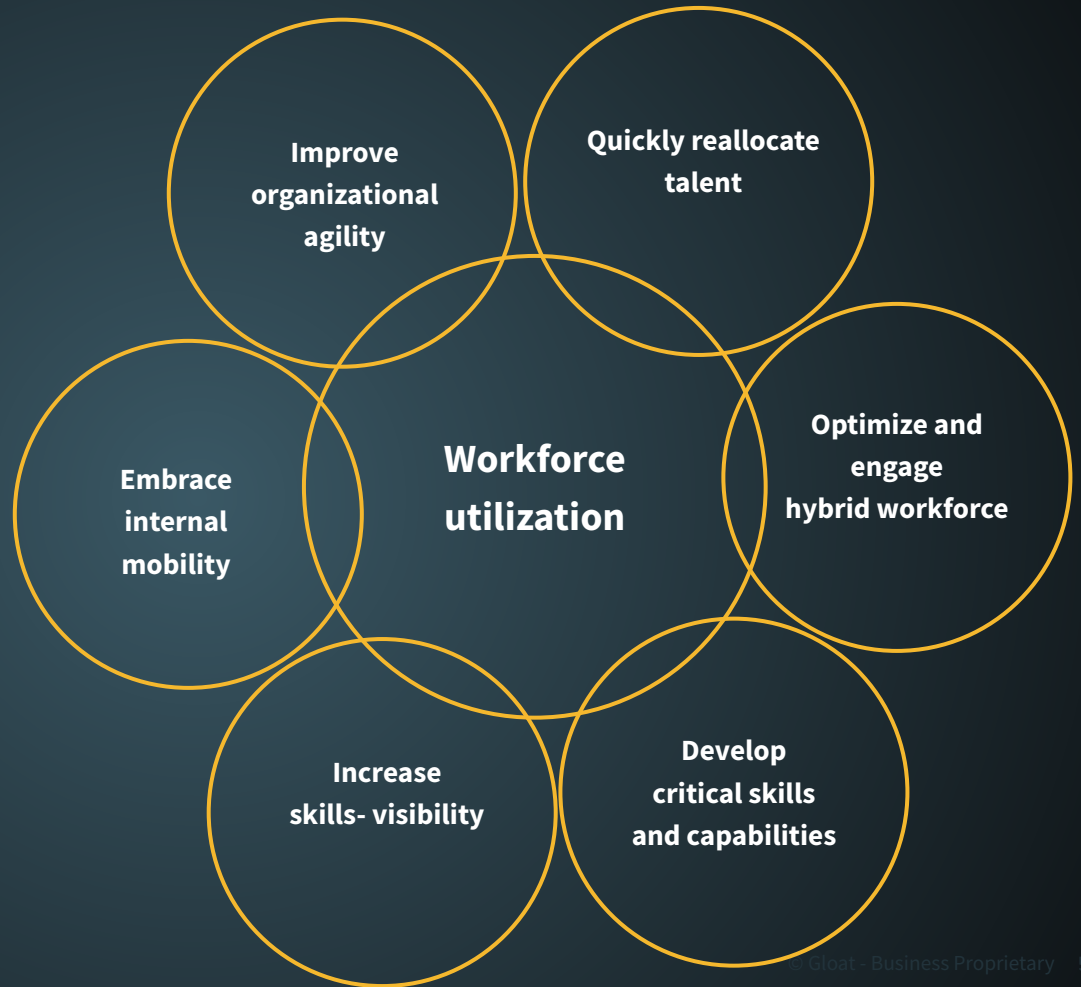 Improve
organizational
agility
Quickly reallocate
talent
Optimize and
engage
hybrid workforce
Workforce
utilization
Embrace
internal
mobility
Develop
critical skills
and capabilities
Increase
skills- visibility
© Gloat - Business Proprietary